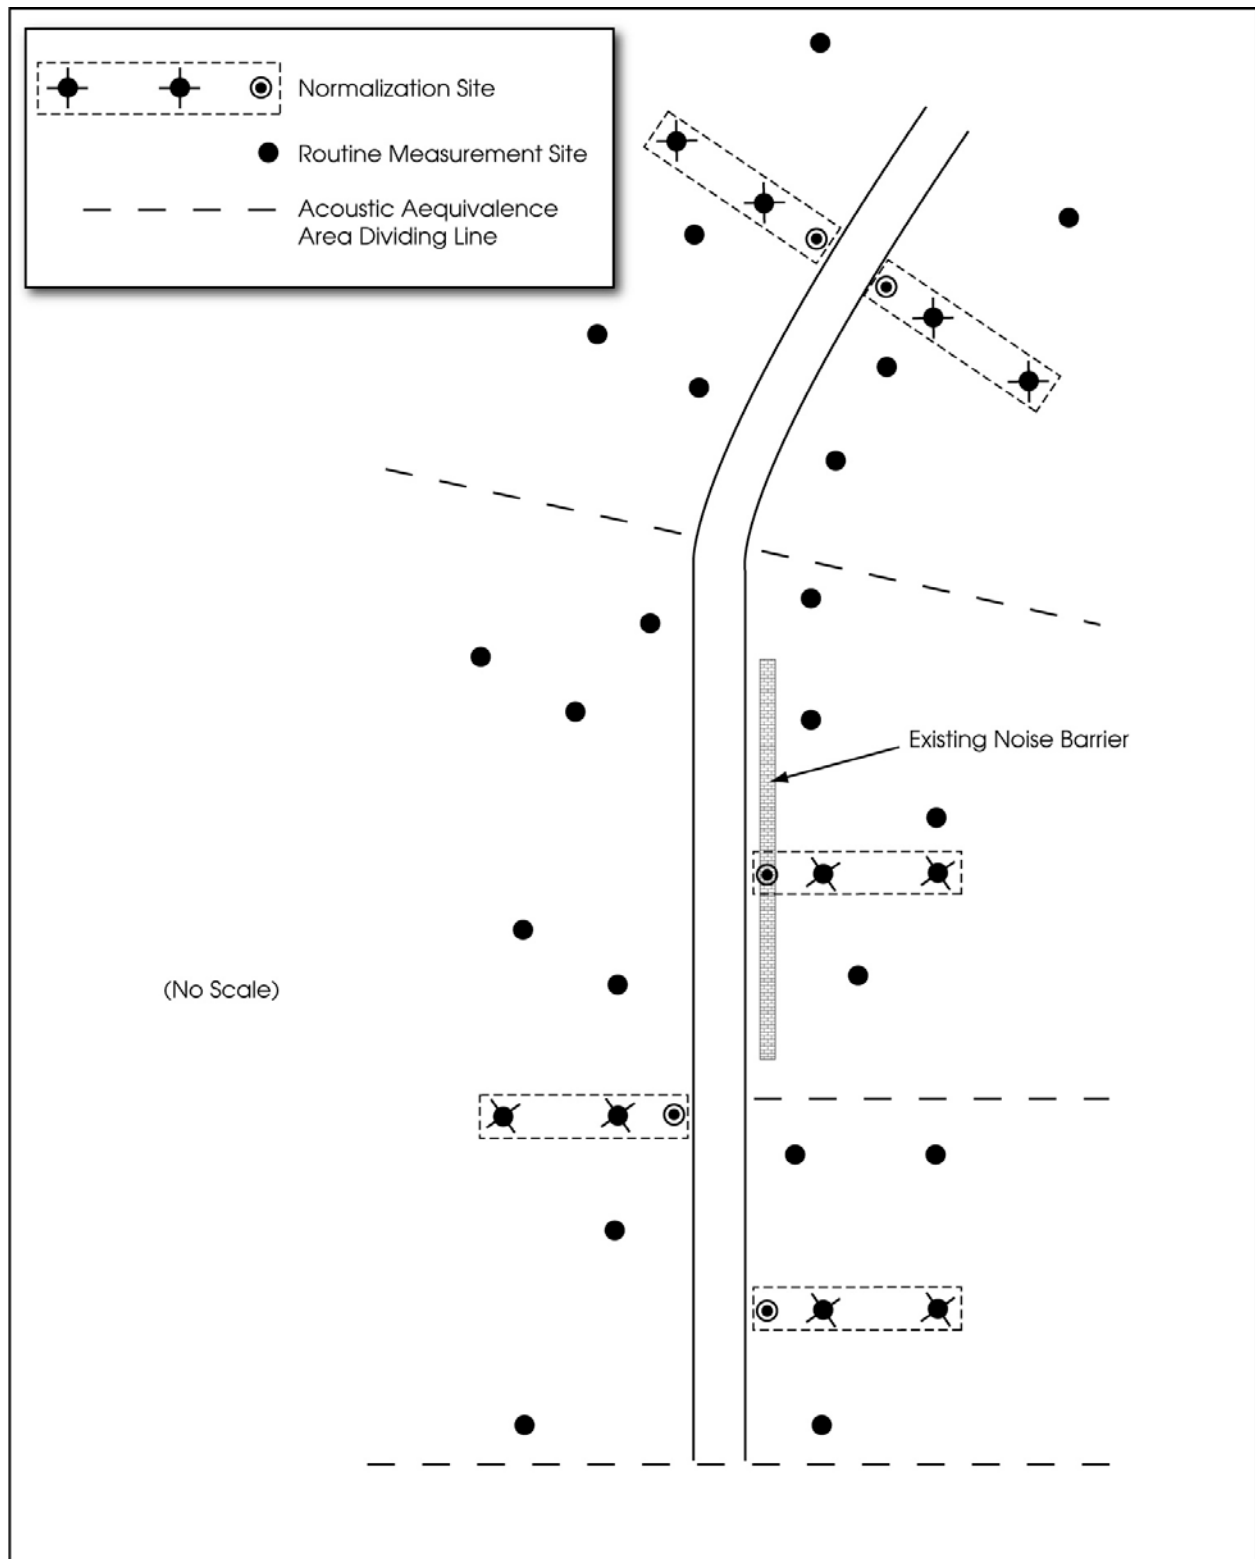 Normalization Site
Routine Measurement Site
Acoustic Aequivalence
Area Dividing Line
Existing Noise Barrier
(No Scale)